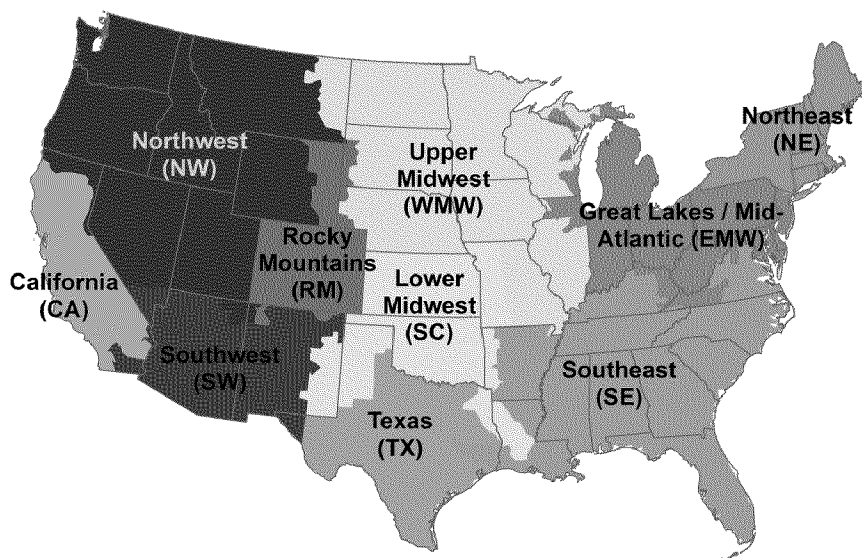 Northwest
(NW)
Upper
Midwest
(WMW)
Northeast
(NE)
Great Lakes / Mid-
Atlantic (EMW)
Rocky
Mountains
(RM)
California
(CA)
Lower
Midwest
(SC)
Southwest
(SW)
Southeast
(SE)
Texas
(TX)